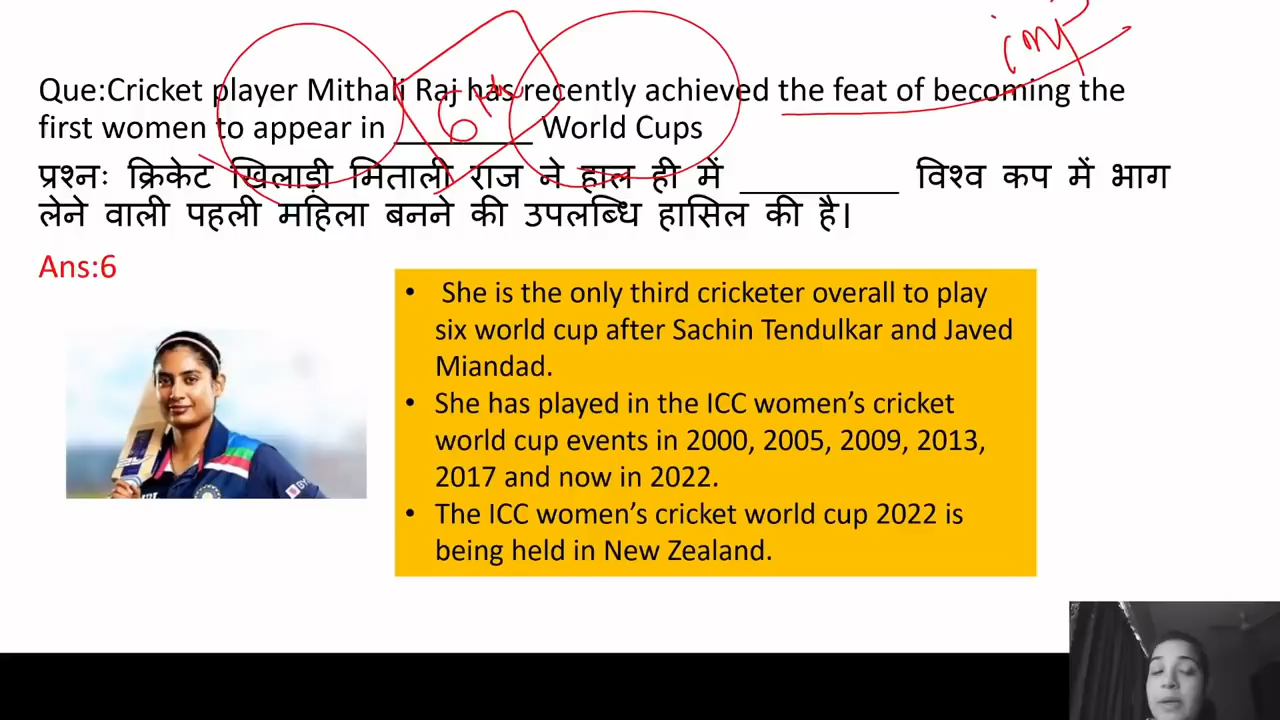 imp
Que:Cricket player Mithali Raj has recently achieved the feat of becoming the
first women to appear in ________ World Cups
6th
प्रश्नः क्रिकेट खिलाड़ी मिताली राज ने हाल ही में _________ विश्व कप में भाग
लेने वाली पहली महिला बनने की उपलब्धि हासिल की है।
Ans:6
• She is the only third cricketer overall to play
six world cup after Sachin Tendulkar and Javed
Miandad.
• She has played in the ICC women’s cricket
world cup events in 2000, 2005, 2009, 2013,
2017 and now in 2022.
• The ICC women’s cricket world cup 2022 is
being held in New Zealand.